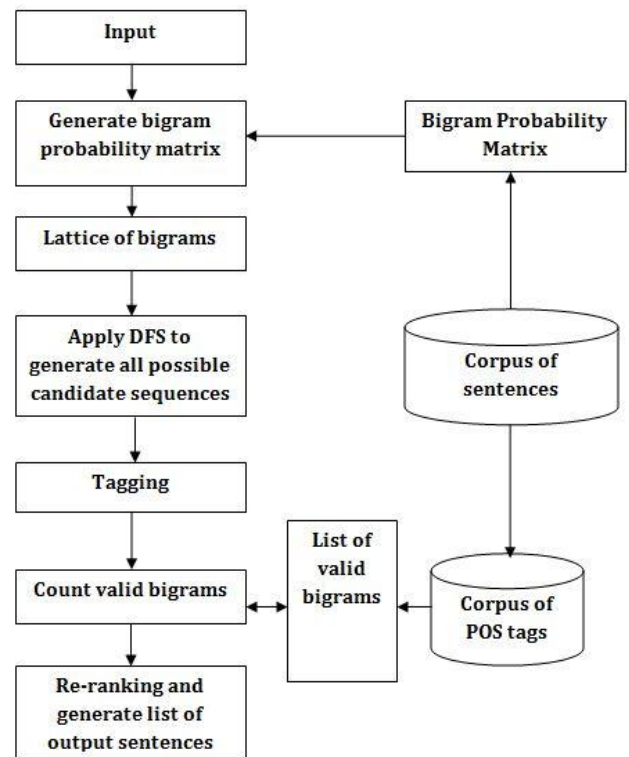 Input
Generate bigram
probability matrix
Bigram Probability
Matrix
Lattice of bigrams
Apply DFS to
generate all possible
candidate sequences
Corpus of
sentences
Tagging
List of
valid
bigrams
Count valid bigrams
Corpus of
POS tags
Re-ranking and
generate list of
output sentences